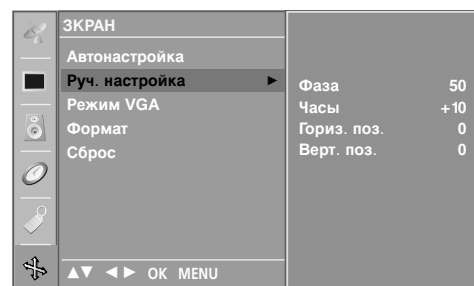 ЗКРАН
Автонастройка
Руч. настройка ►
Режим VGA
Формат
Сброс
Фаза 50
Часы +10
Гориз. поз. 0
Верт. поз. 0
▲▼ ◄► OK MENU